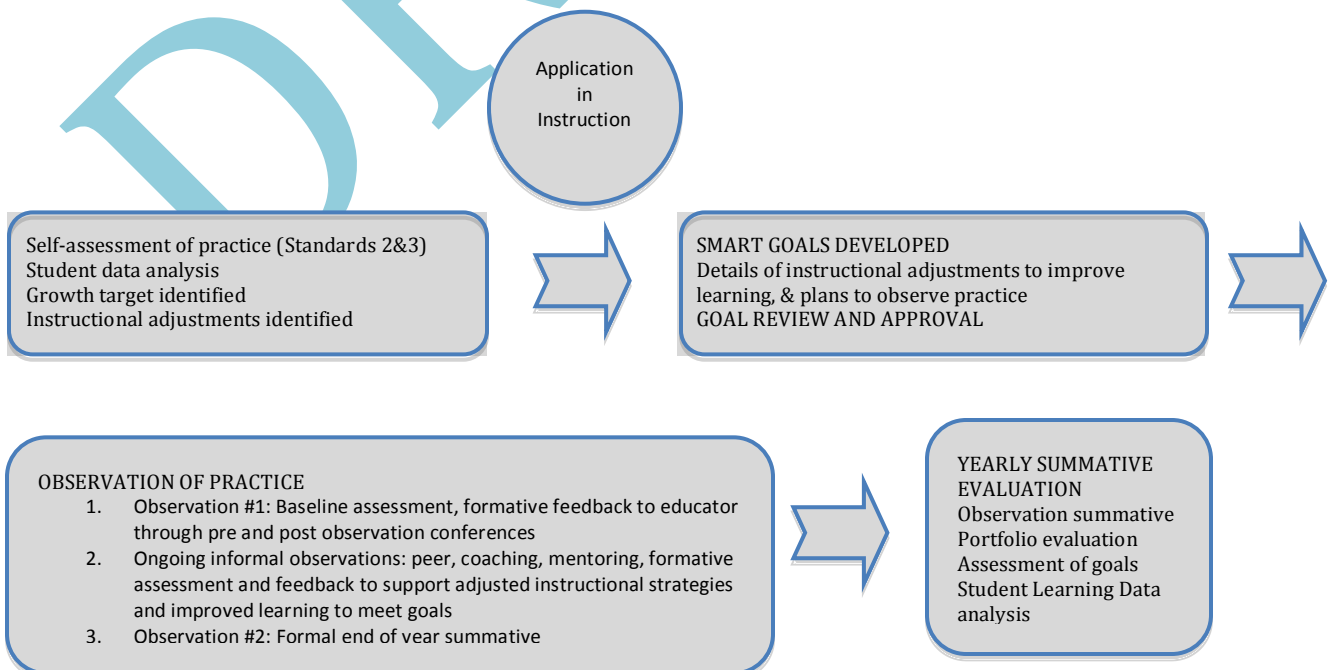 Application
in
Instruction
Self-assessment of practice (Standards 2&3)
Student data analysis
Growth target identified
Instructional adjustments identified
SMART GOALS DEVELOPED
Details of instructional adjustments to improve
learning, & plans to observe practice
GOAL REVIEW AND APPROVAL
OBSERVATION OF PRACTICE
1. Observation #1: Baseline assessment, formative feedback to educator
through pre and post observation conferences
2. Ongoing informal observations: peer, coaching, mentoring, formative
assessment and feedback to support adjusted instructional strategies
and improved learning to meet goals
3. Observation #2: Formal end of year summative
YEARLY SUMMATIVE
EVALUATION
Observation summative
Portfolio evaluation
Assessment of goals
Student Learning Data
analysis